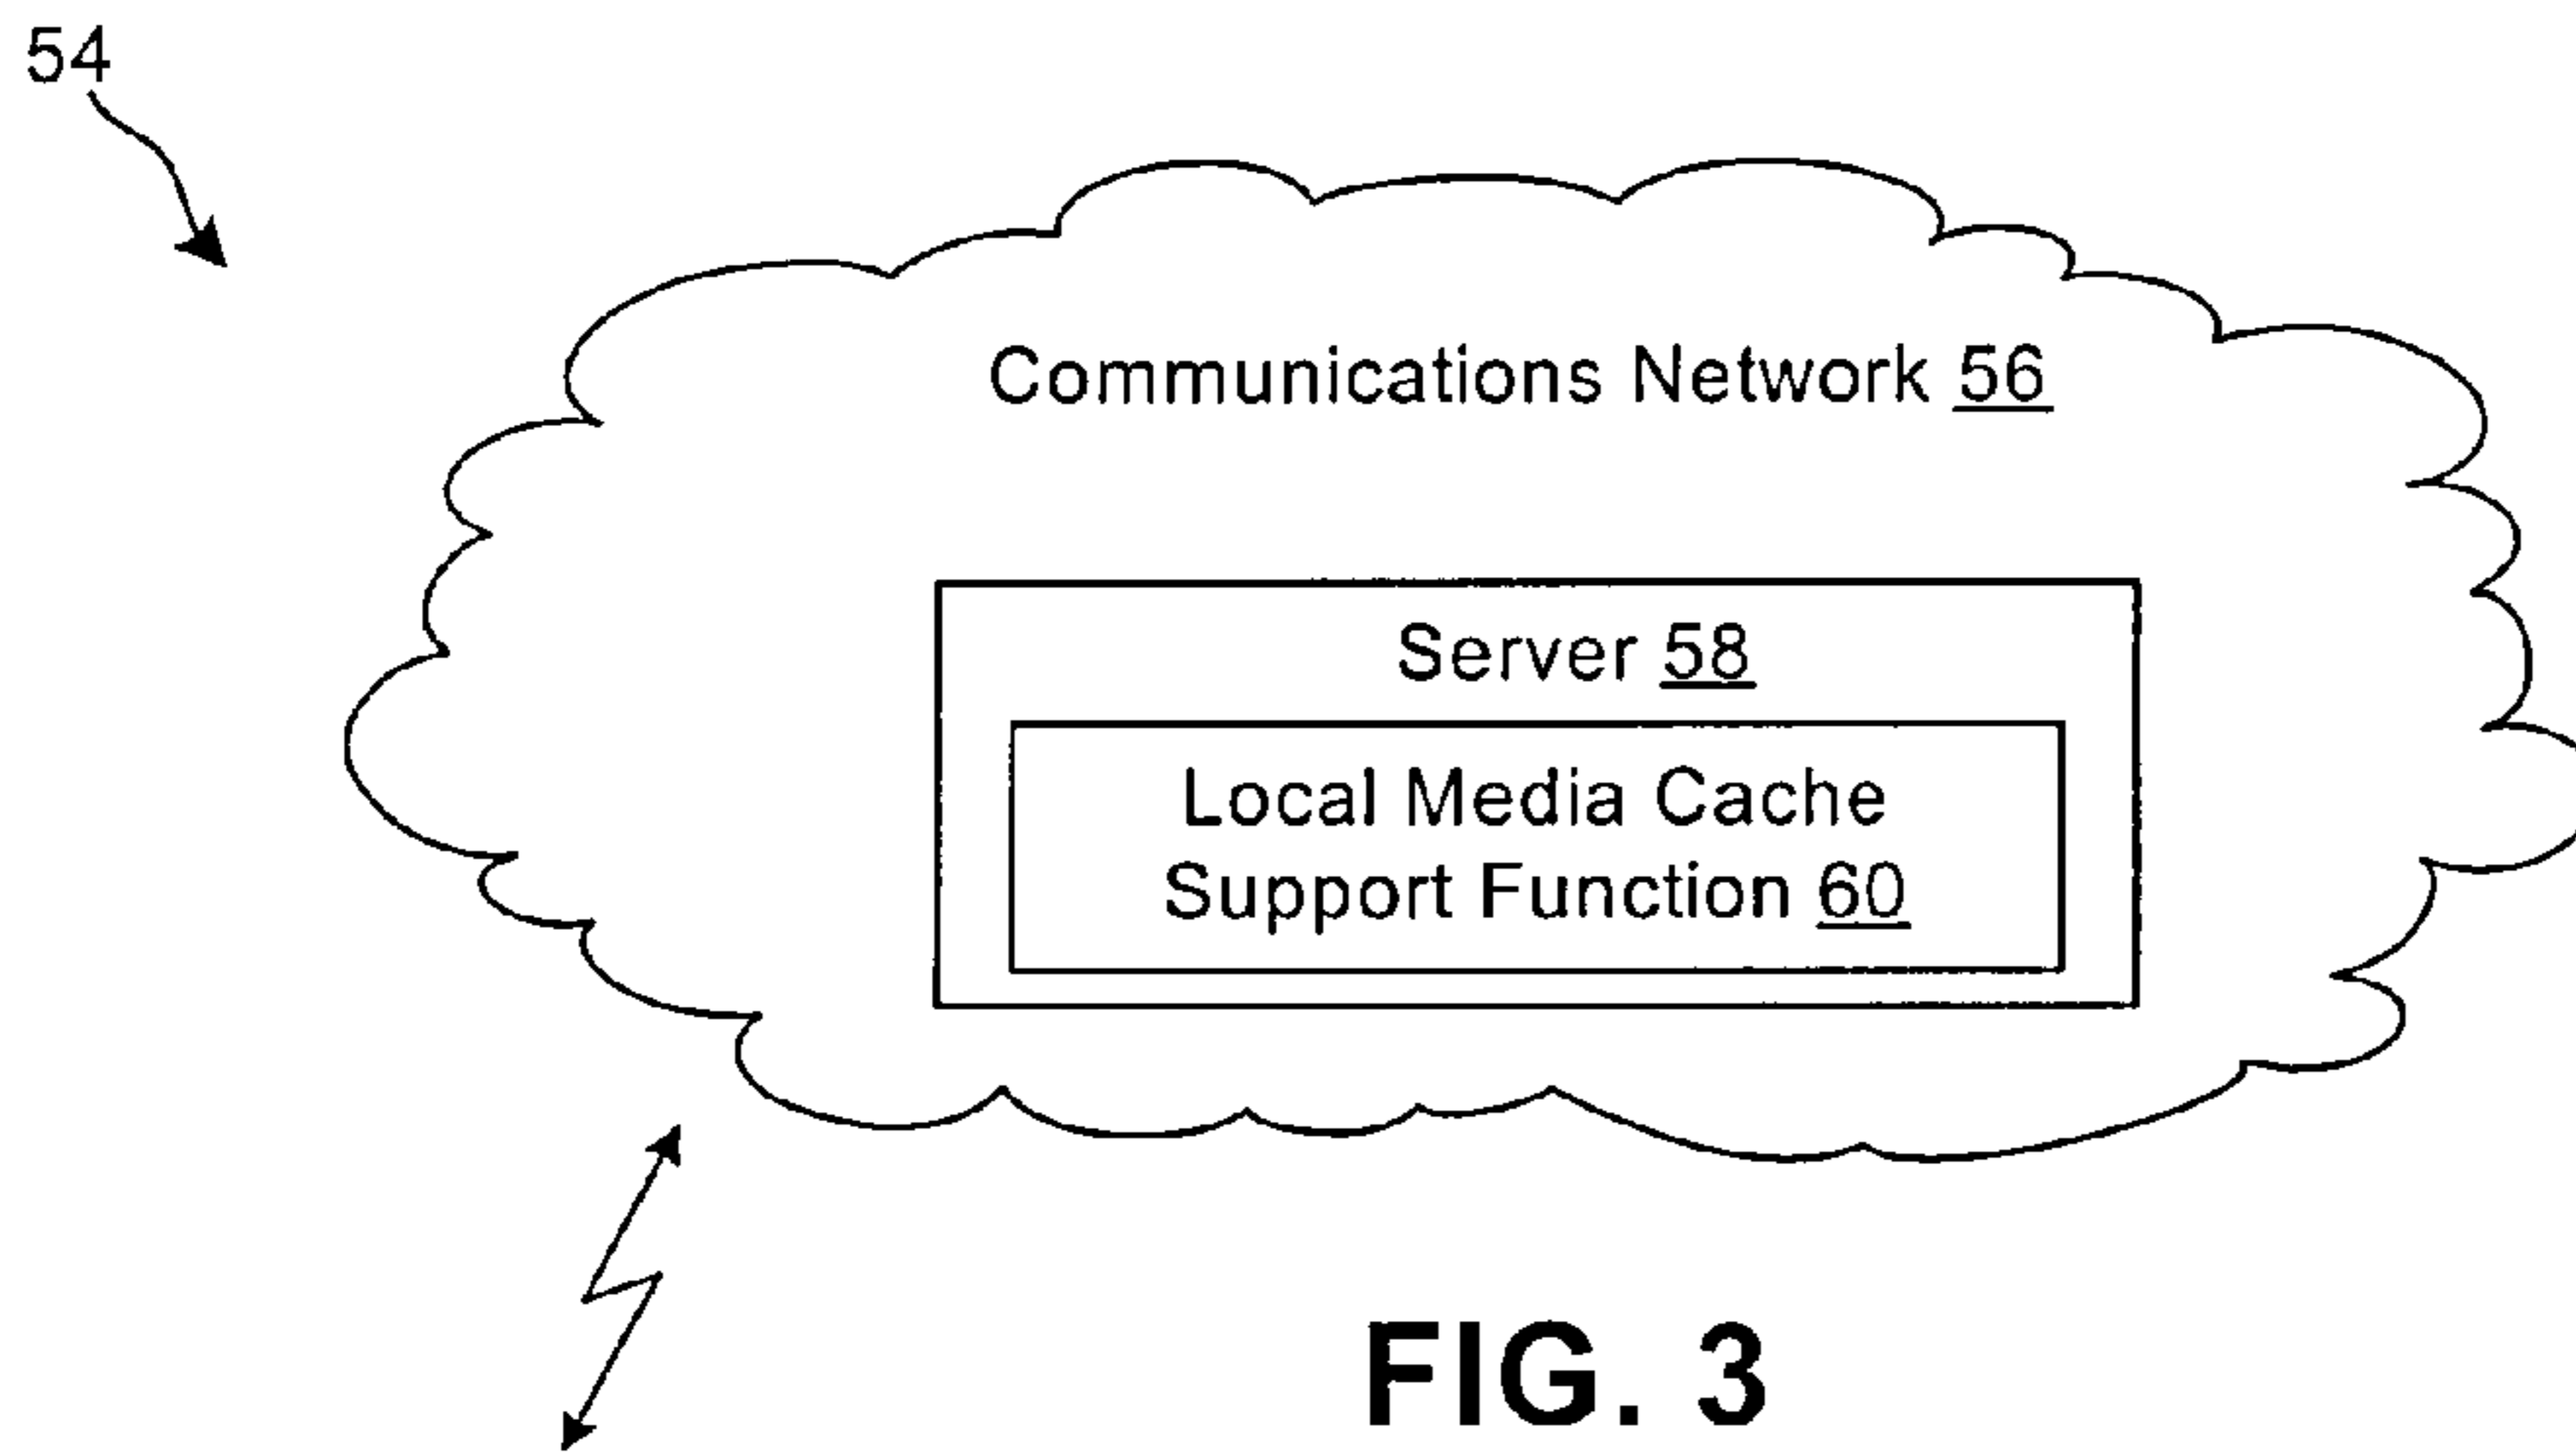 54
Communications Network 56
Server 58
Local Media Cache
Support Function 60
FIG. 3